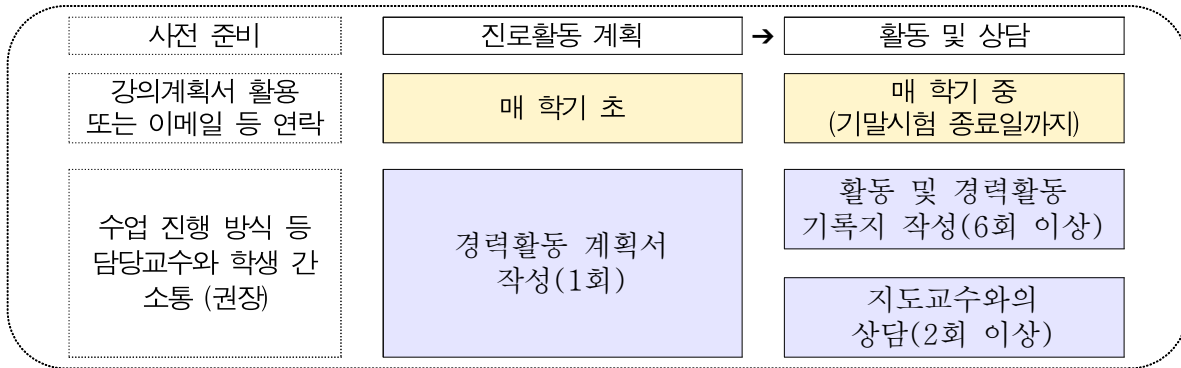 사전 준비
진로활동 계획
➔
활동 및 상담
강의계획서 활용
또는 이메일 등 연락
매 학기 초
매 학기 중
(기말시험 종료일까지)
수업 진행 방식 등
담당교수와 학생 간
소통 (권장)
경력활동 계획서
작성(1회)
활동 및 경력활동
기록지 작성(6회 이상)
지도교수와의
상담(2회 이상)